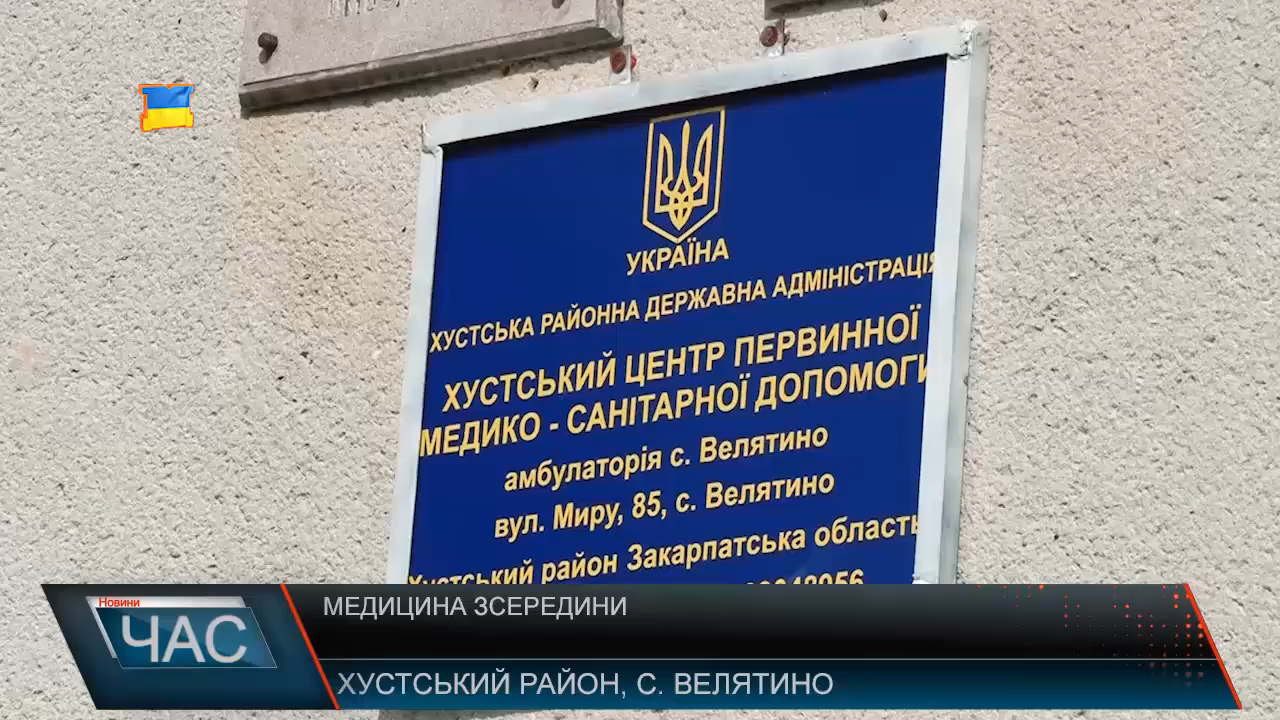 УКРАЇНА
ХУСТСЬКА РАЙОННА ДЕРЖАВНА АДМІНІСТРАЦІЯ
ХУСТСЬКИЙ ЦЕНТР ПЕРВИННОЇ
МЕДИКО - САНІТАРНОЇ ДОПОМОГИ
амбулаторія с. Велятино
вул. Миру, 85, с. Велятино
Хустський район Закарпатська область
Новини
ЧАС
МЕДИЦИНА ЗСЕРЕДИНИ
ХУСТСЬКИЙ РАЙОН, С. ВЕЛЯТИНО